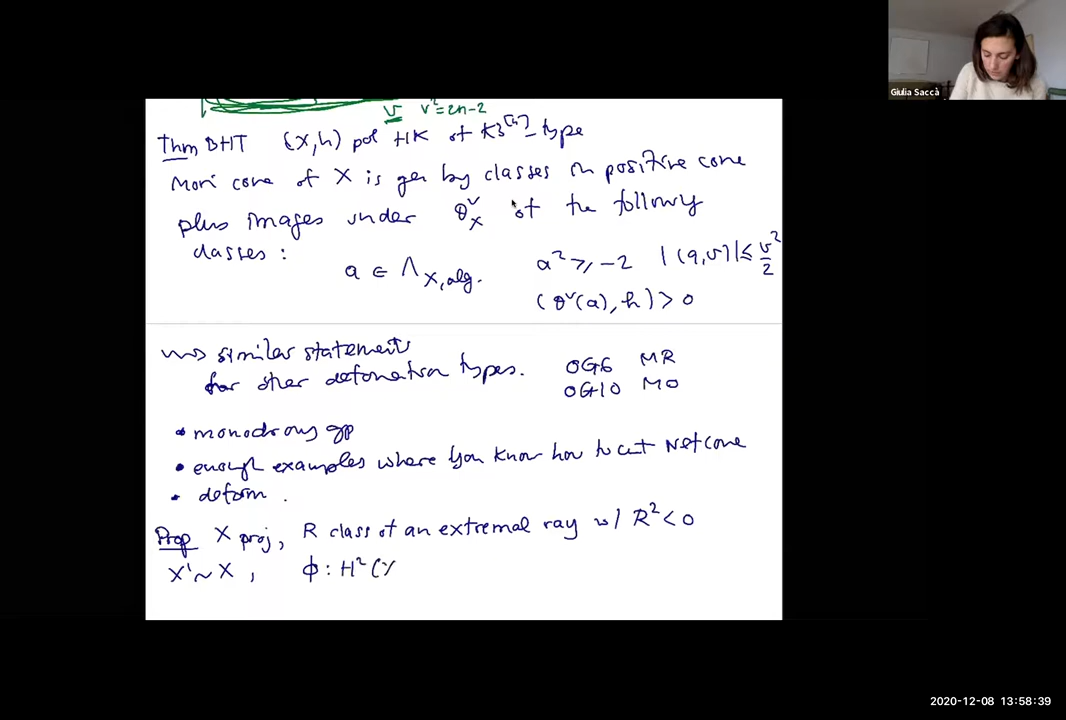 Giulia Saccà
v v²=2n-2
Thm BHT (X,h) pol HK of K3^[n]-type
Mori cone of X is gen by classes in positive cone
plus images under θ^∨_X of the following
classes: a ∈ Λ_X,alg. a² ≥ -2 |(a,v)| ≤ v²/2
(θ^∨(a), h) > 0
~~> similar statements
for other deformation types. OG6 MR
OG10 MO
• monodromy gp
• enough examples where you know how to cut Nef cone
• deform.
Prop X proj, R class of an extremal ray w/ R² < 0
X' ~ X, ϕ: H²(X
2020-12-08 13:58:39